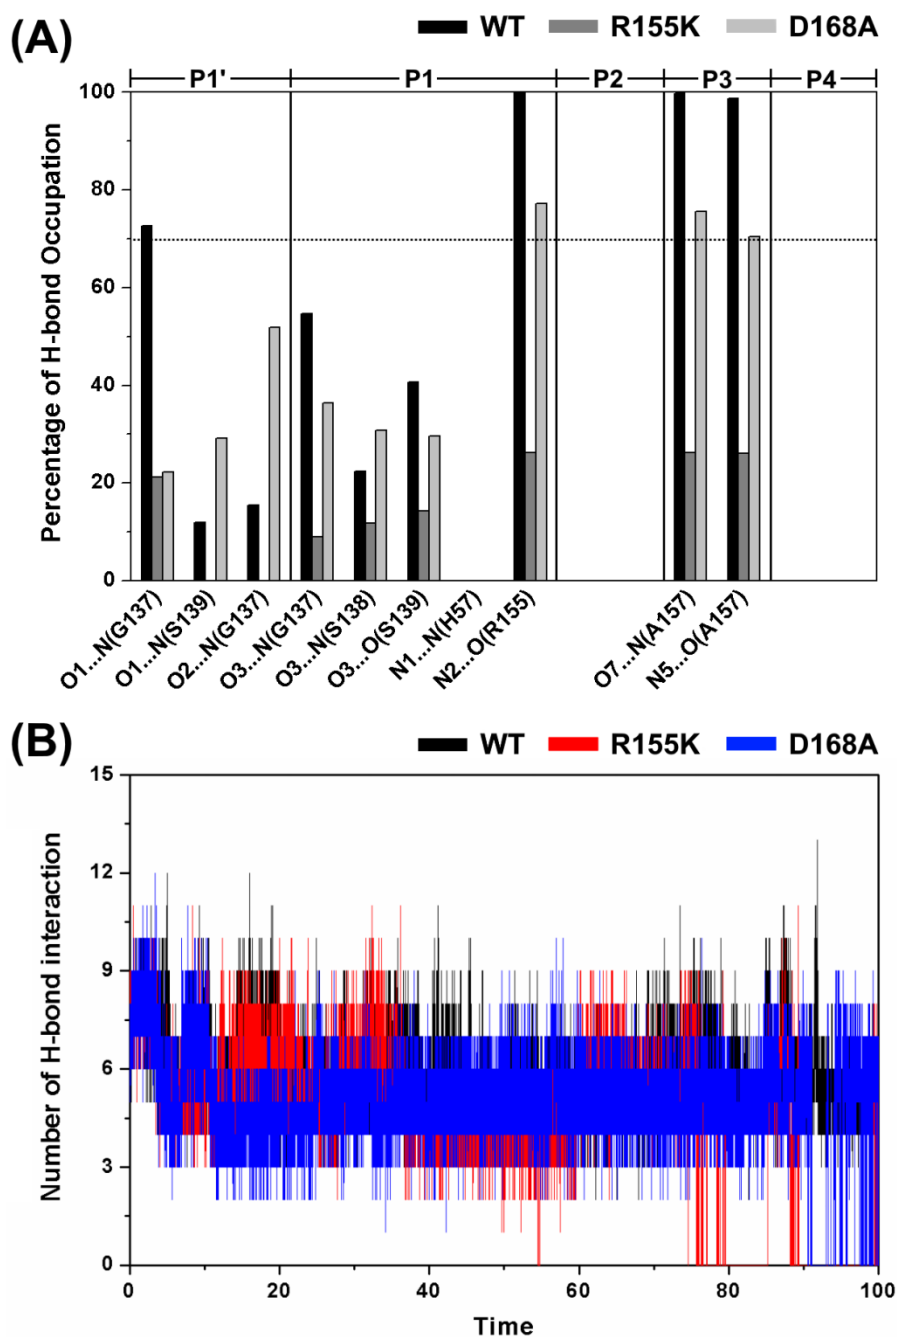 (A)
WT R155K D168A
P1' P1 P2 P3 P4
Percentage of H-bond Occupation
100
80
60
40
20
0
O1...N(G137)
O1...N(S139)
O2...N(G137)
O3...N(G137)
O3...N(S138)
O3...O(S139)
N1...N(H57)
N2...O(R155)
O7...N(A157)
N5...O(A157)
(B)
WT R155K D168A
Number of H-bond interaction
15
12
9
6
3
0
0 20 40 60 80 100
Time